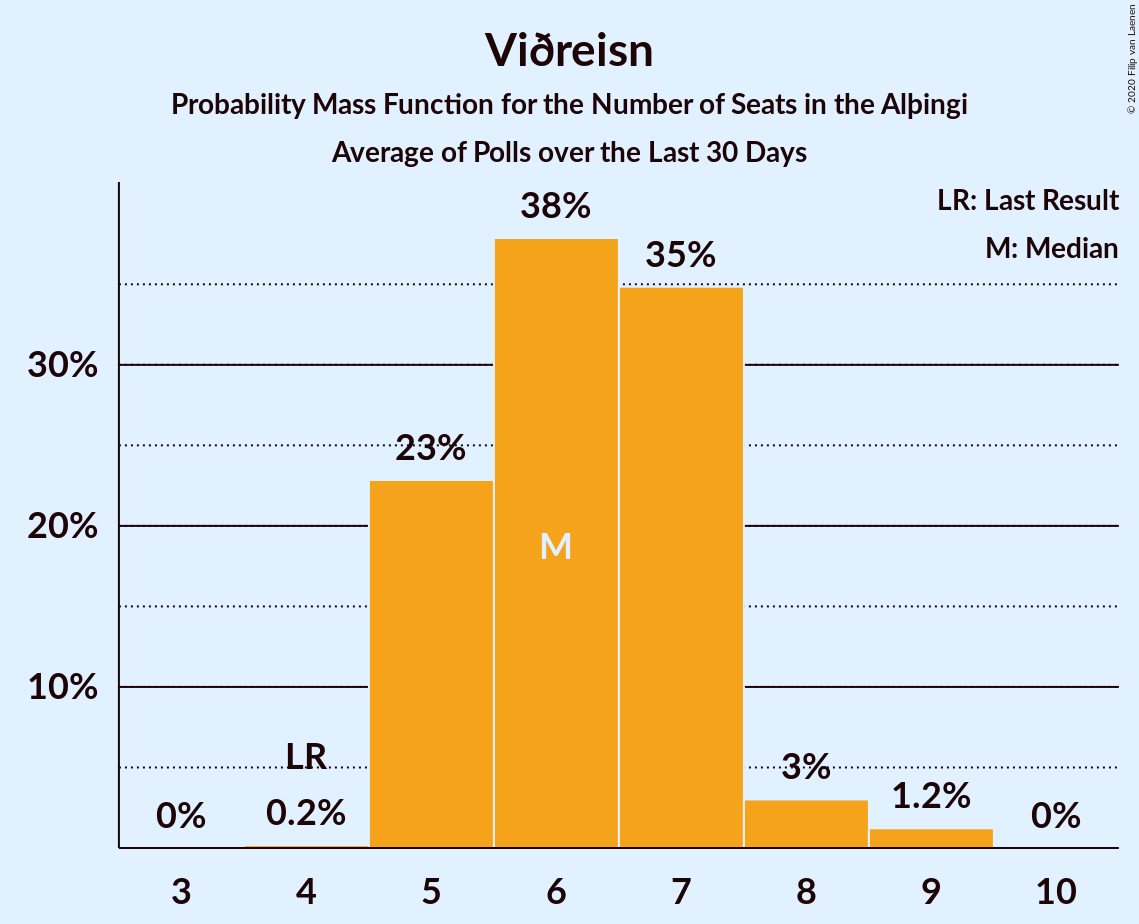 Viðreisn
Probability Mass Function for the Number of Seats in the Alþingi
Average of Polls over the Last 30 Days
© 2020 Filip van Laenen
LR: Last Result
M: Median
38%
35%
30%
23%
20%
M
10%
LR
0%
0.2%
3%
1.2%
0%
3 4 5 6 7 8 9 10